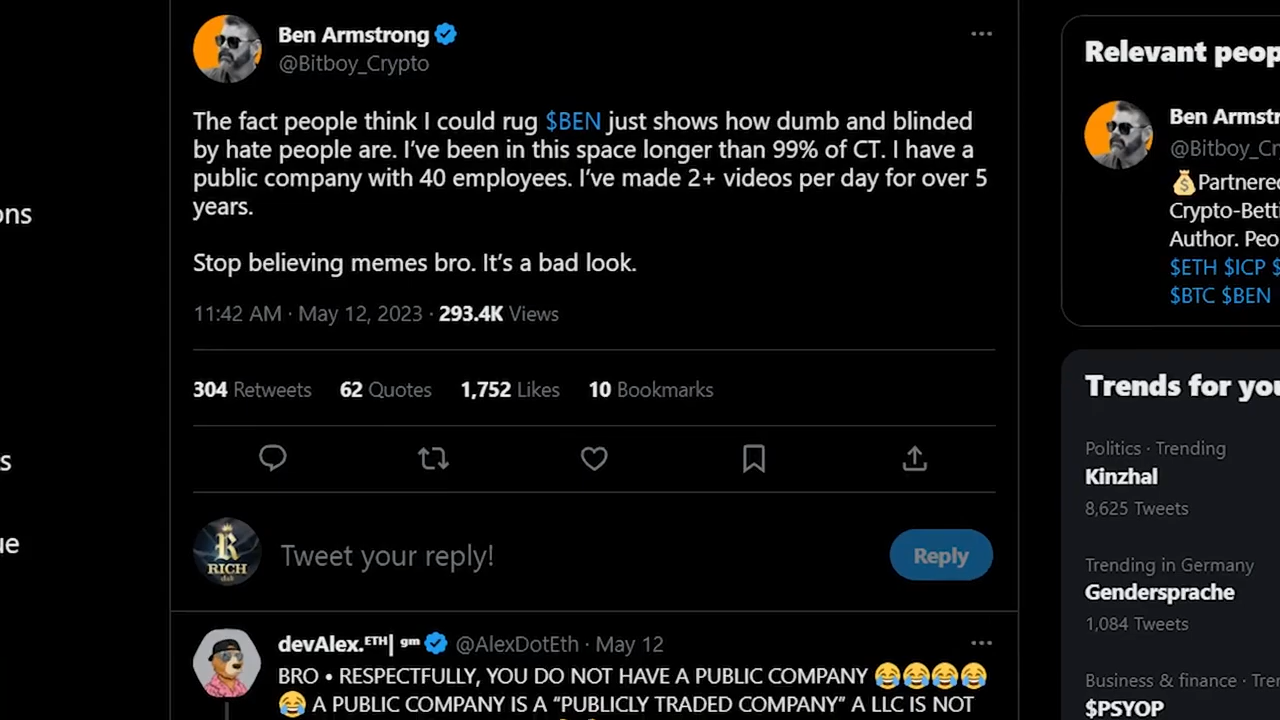 Ben Armstrong
@Bitboy_Crypto
The fact people think I could rug $BEN just shows how dumb and blinded
by hate people are. I've been in this space longer than 99% of CT. I have a
public company with 40 employees. I've made 2+ videos per day for over 5
years.
Stop believing memes bro. It's a bad look.
11:42 AM · May 12, 2023 · 293.4K Views
304 Retweets 62 Quotes 1,752 Likes 10 Bookmarks
RICH
club
Tweet your reply!
Reply
devAlex.ᴱᵀᴴ| ᵍᵐ @AlexDotEth · May 12
BRO • RESPECTFULLY, YOU DO NOT HAVE A PUBLIC COMPANY 😂😂😂😂
😂 A PUBLIC COMPANY IS A “PUBLICLY TRADED COMPANY” A LLC IS NOT
ons
s
ue
Relevant peop
Ben Armstr
@Bitboy_Cr
💰Partnered
Crypto-Betti
Author. Peo
$ETH $ICP $
$BTC $BEN
Trends for you
Politics · Trending
Kinzhal
8,625 Tweets
Trending in Germany
Gendersprache
1,084 Tweets
Business & finance · Tre
$PSYOP